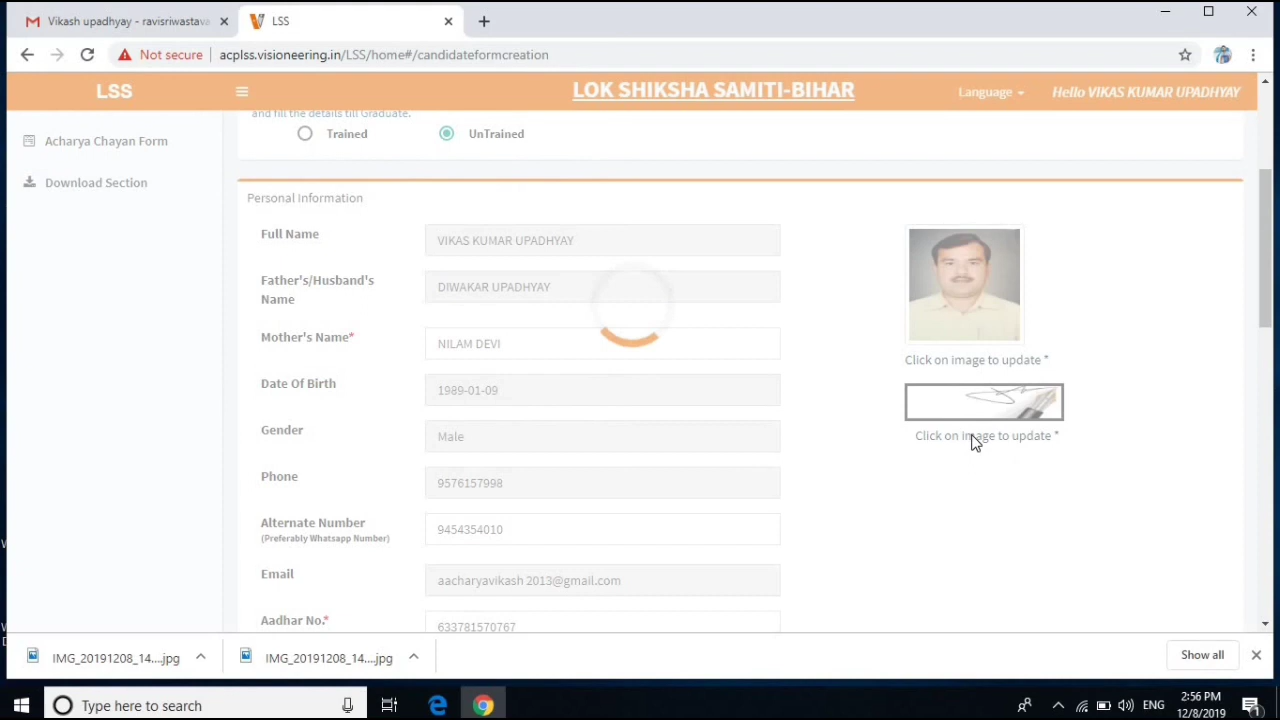 Vikash upadhyay - ravisriwastava
LSS
Not secure
acplss.visioneering.in/LSS/home#/candidateformcreation
LSS
LOK SHIKSHA SAMITI-BIHAR
Language
Hello VIKAS KUMAR UPADHYAY
Acharya Chayan Form
Download Section
and fill the details till Graduate.
Trained
UnTrained
Personal Information
Full Name
VIKAS KUMAR UPADHYAY
Father's/Husband's
Name
DIWAKAR UPADHYAY
Mother's Name*
NILAM DEVI
Date Of Birth
1989-01-09
Gender
Male
Phone
9576157998
Alternate Number
(Preferably Whatsapp Number)
9454354010
Email
aacharyavikash 2013@gmail.com
Aadhar No.*
633781570767
Click on image to update *
Click on image to update *
IMG_20191208_14....jpg
IMG_20191208_14....jpg
Show all
Type here to search
ENG
2:56 PM
12/8/2019